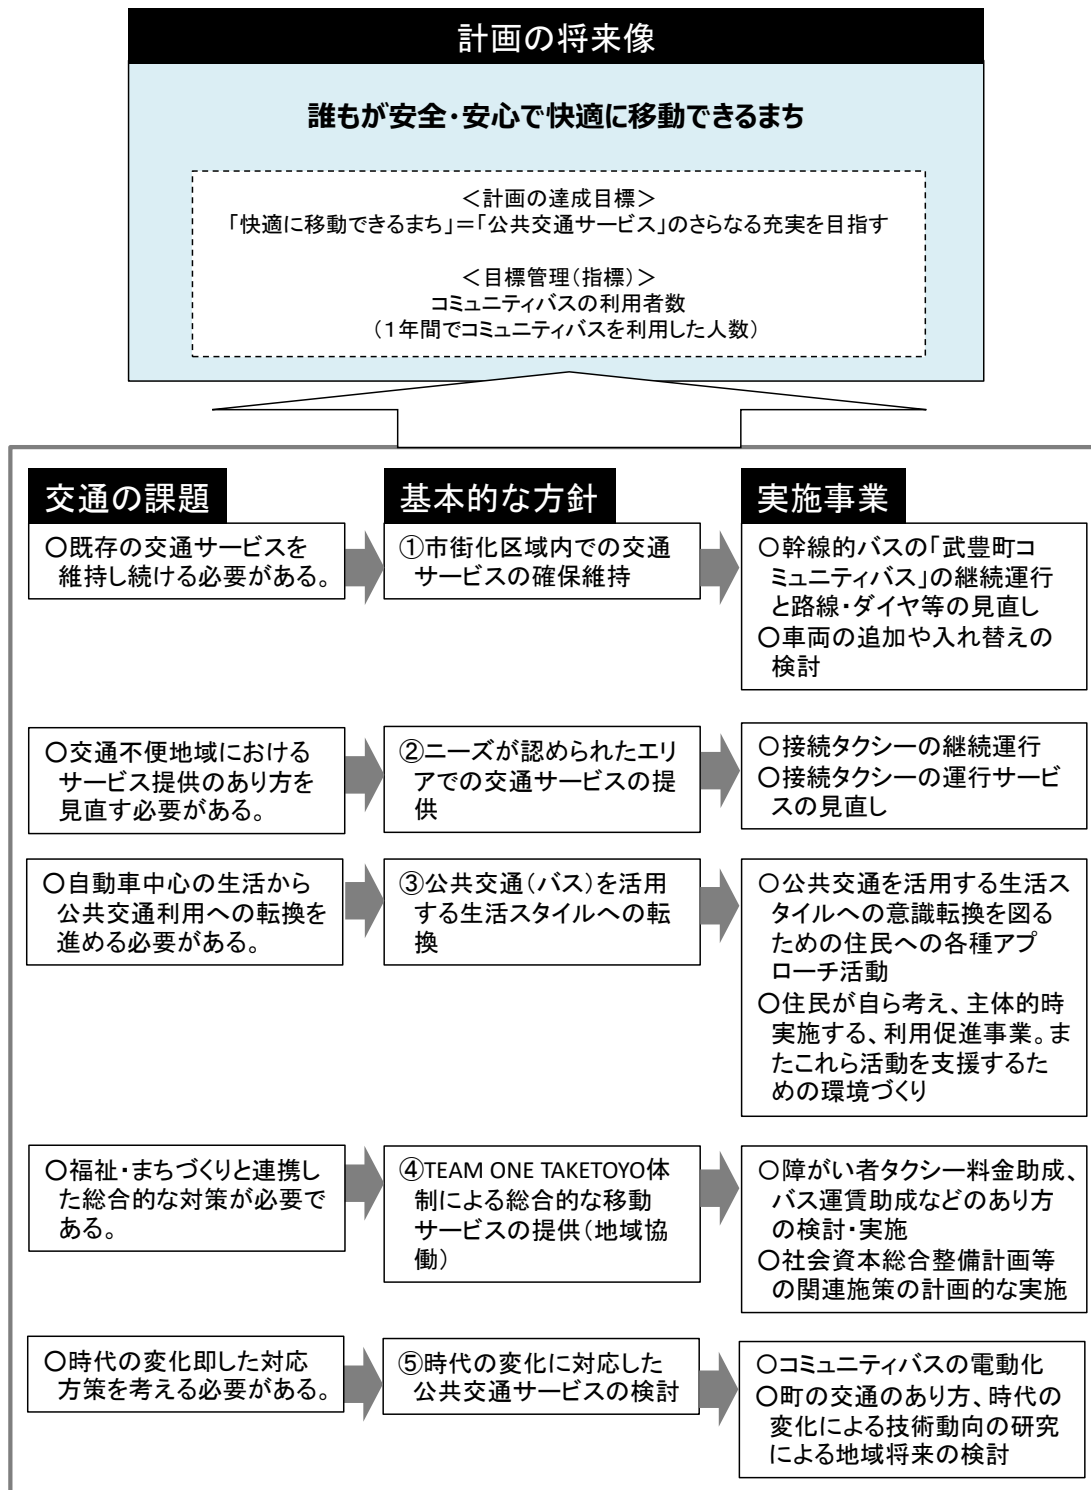 計画の将来像
誰もが安全・安心で快適に移動できるまち
＜計画の達成目標＞
「快適に移動できるまち」＝「公共交通サービス」のさらなる充実を目指す
＜目標管理（指標）＞
コミュニティバスの利用者数
（１年間でコミュニティバスを利用した人数）
交通の課題
基本的な方針
実施事業
○既存の交通サービスを
維持し続ける必要がある。
①市街化区域内での交通
サービスの確保維持
○幹線的バスの「武豊町コ
ミュニティバス」の継続運行
と路線・ダイヤ等の見直し
○車両の追加や入れ替えの
検討
○交通不便地域における
サービス提供のあり方を
見直す必要がある。
②ニーズが認められたエリ
アでの交通サービスの提
供
○接続タクシーの継続運行
○接続タクシーの運行サービ
スの見直し
○自動車中心の生活から
公共交通利用への転換を
進める必要がある。
③公共交通（バス）を活用
する生活スタイルへの転
換
○公共交通を活用する生活ス
タイルへの意識転換を図る
ための住民への各種アプ
ローチ活動
○住民が自ら考え、主体的時
実施する、利用促進事業。ま
たこれら活動を支援するた
めの環境づくり
○福祉・まちづくりと連携し
た総合的な対策が必要で
ある。
④TEAM ONE TAKETOYO体
制による総合的な移動
サービスの提供（地域協
働）
○障がい者タクシー料金助成、
バス運賃助成などのあり方
の検討・実施
○社会資本総合整備計画等
の関連施策の計画的な実施
○時代の変化即した対応
方策を考える必要がある。
⑤時代の変化に対応した
公共交通サービスの検討
○コミュニティバスの電動化
○町の交通のあり方、時代の
変化による技術動向の研究
による地域将来の検討